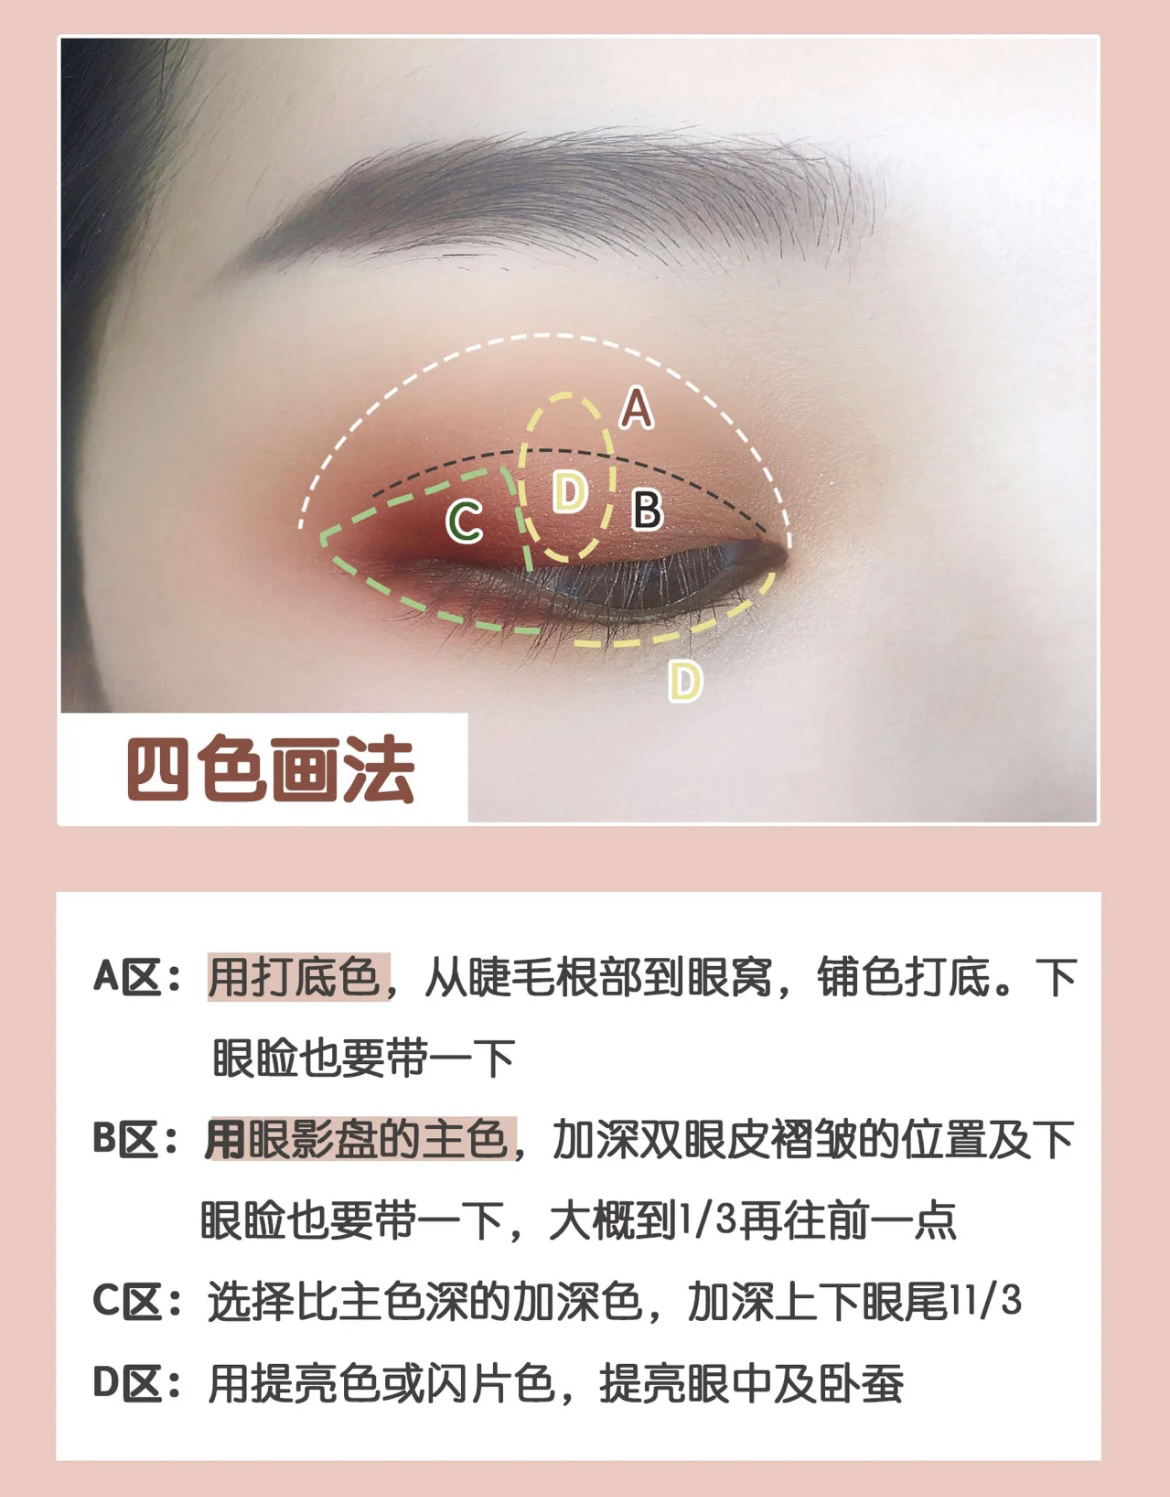 A
D
B
C
D
四色画法
A区：用打底色，从睫毛根部到眼窝，铺色打底。下
眼睑也要带一下
B区：用眼影盘的主色，加深双眼皮褶皱的位置及下
眼睑也要带一下，大概到1/3再往前一点
C区：选择比主色深的加深色，加深上下眼尾11/3
D区：用提亮色或闪片色，提亮眼中及卧蚕